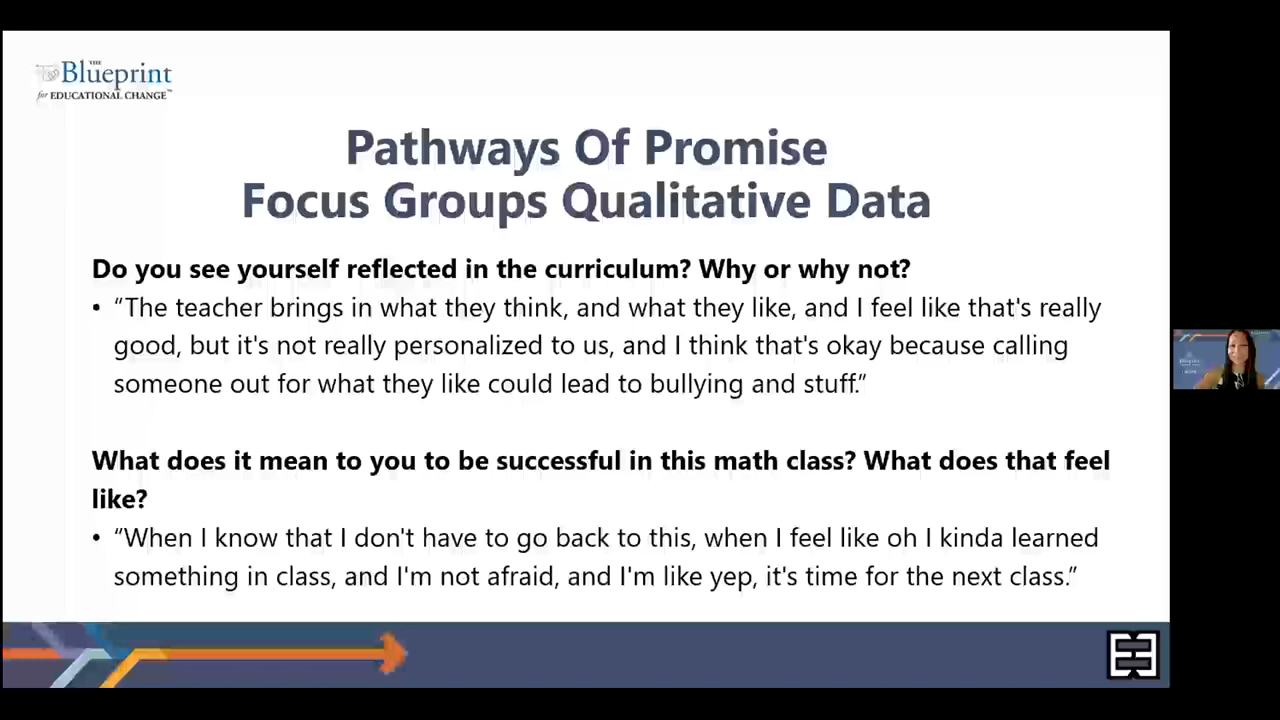 THE
Blueprint
for EDUCATIONAL CHANGE™
Pathways Of Promise
Focus Groups Qualitative Data
Do you see yourself reflected in the curriculum? Why or why not?
• “The teacher brings in what they think, and what they like, and I feel like that's really
good, but it's not really personalized to us, and I think that's okay because calling
someone out for what they like could lead to bullying and stuff.”
What does it mean to you to be successful in this math class? What does that feel
like?
• “When I know that I don't have to go back to this, when I feel like oh I kinda learned
something in class, and I'm not afraid, and I'm like yep, it's time for the next class.”